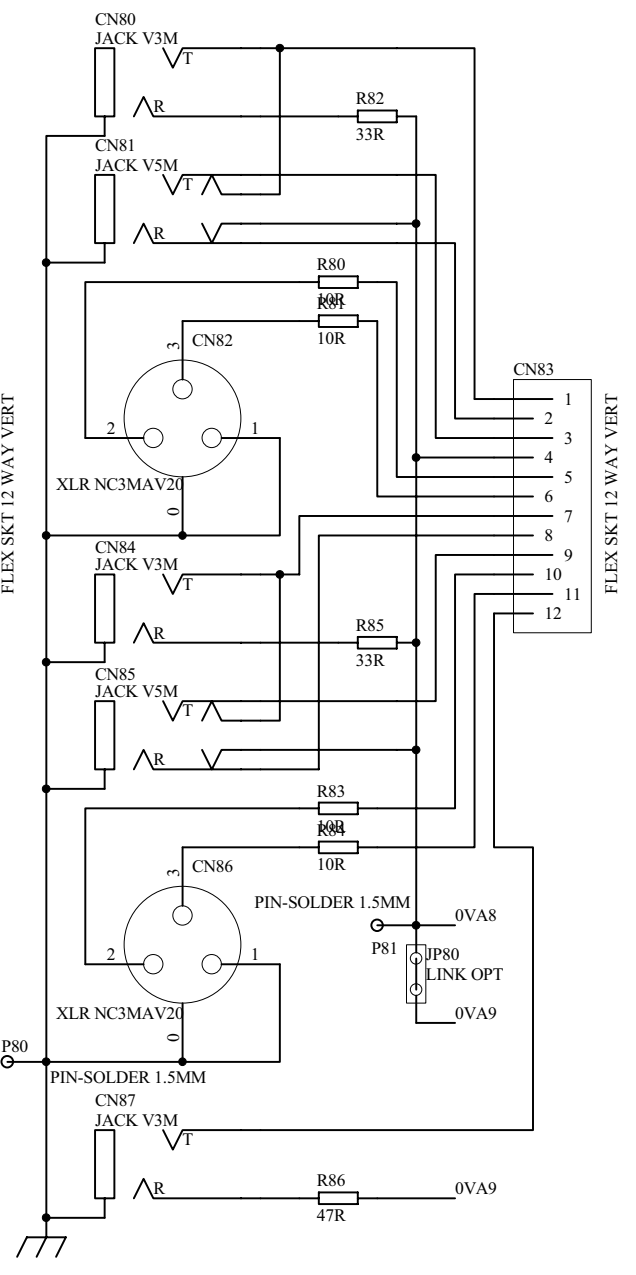 CN80
JACK V3M
T
R
R82
33R
CN81
JACK V5M
T
R
R80
10R
R81
10R
CN82
3
2
1
XLR NC3MAV20
0
CN83
1
2
3
4
5
6
7
8
9
10
11
12
FLEX SKT 12 WAY VERT
FLEX SKT 12 WAY VERT
CN84
JACK V3M
T
R
R85
33R
CN85
JACK V5M
T
R
R83
10R
R84
10R
CN86
3
2
1
XLR NC3MAV20
0
PIN-SOLDER 1.5MM
P81
0VA8
JP80
LINK OPT
0VA9
P80
PIN-SOLDER 1.5MM
CN87
JACK V3M
T
R
R86
47R
0VA9